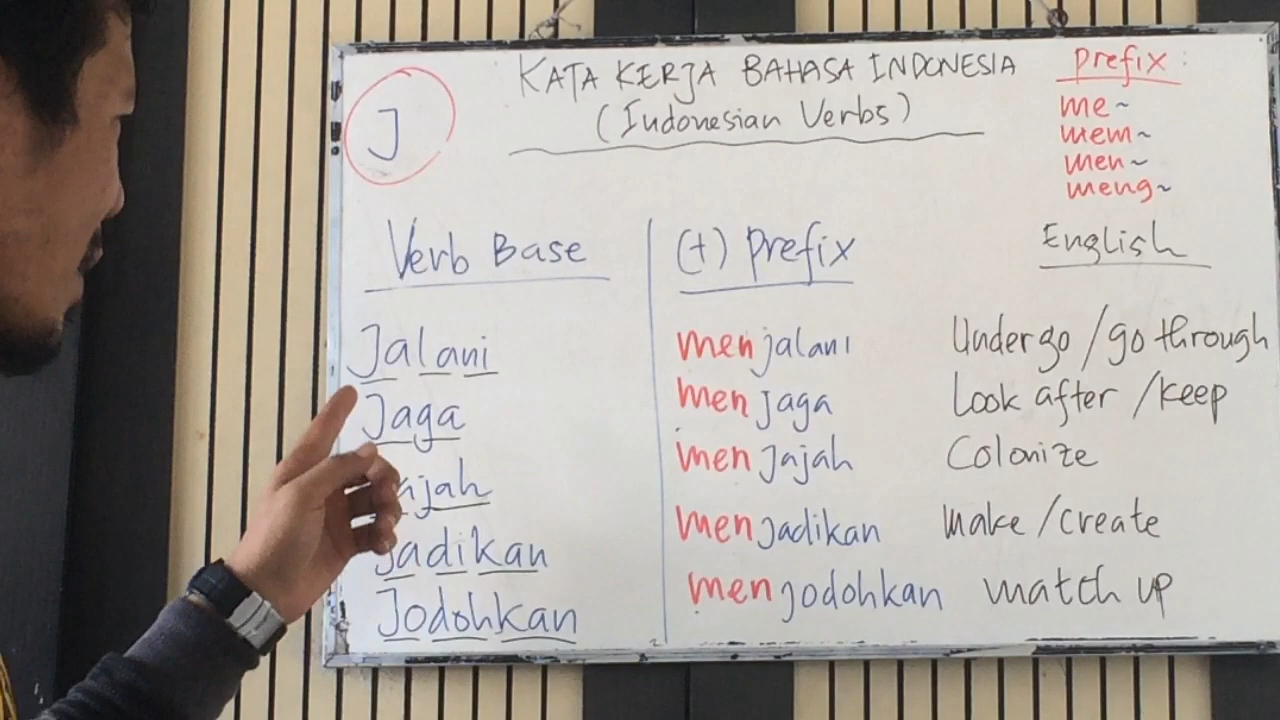 J
KATA KERJA BAHASA INDONESIA
(Indonesian Verbs)
Prefix :
me~
mem~
men~
meng~
Verb Base (+) Prefix English
Jalani menjalani Undergo/go through
Jaga menjaga Look after/keep
ajah menjajah Colonize
Jadikan menjadikan make/create
Jodohkan menjodohkan match up